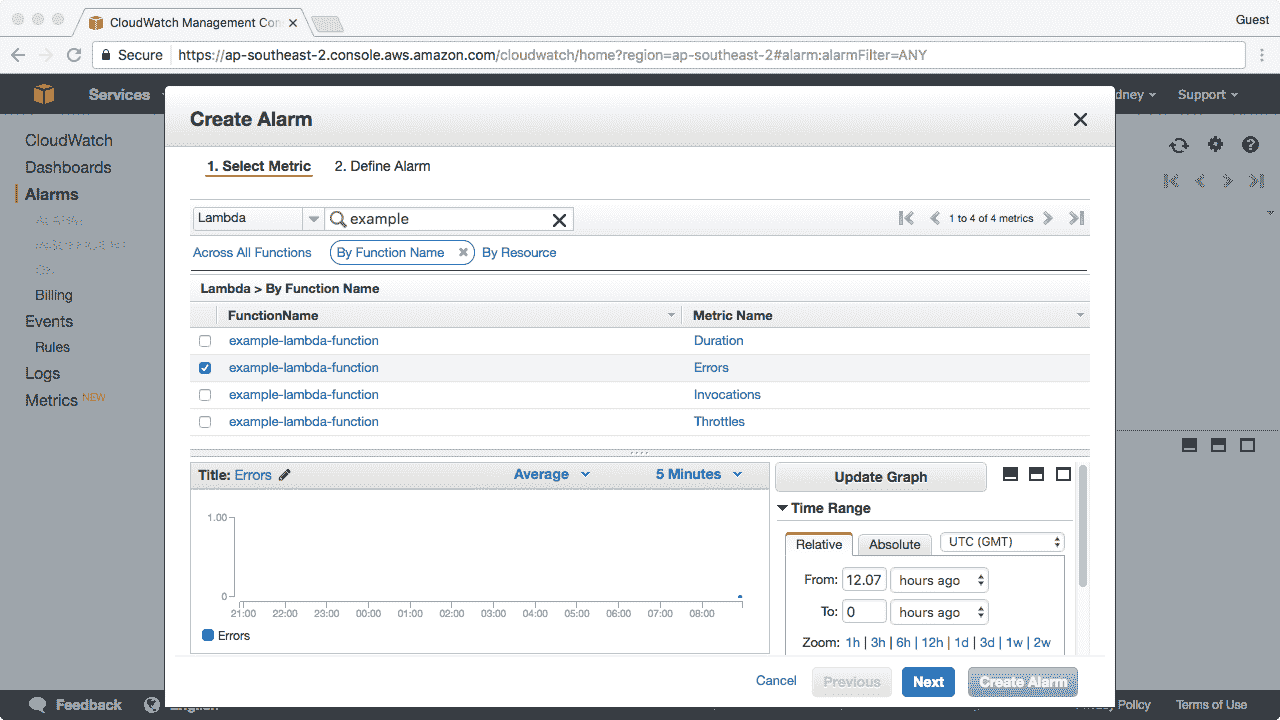 CloudWatch Management Con
Guest
Secure https://ap-southeast-2.console.aws.amazon.com/cloudwatch/home?region=ap-southeast-2#alarm:alarmFilter=ANY
Services
dney
Support
CloudWatch
Dashboards
Alarms
ALARM
INSUFFICIENT
OK
Billing
Events
Rules
Logs
Metrics NEW
Create Alarm
1. Select Metric 2. Define Alarm
Lambda example 1 to 4 of 4 metrics
Across All Functions By Function Name By Resource
Lambda > By Function Name
FunctionName Metric Name
example-lambda-function Duration
example-lambda-function Errors
example-lambda-function Invocations
example-lambda-function Throttles
Title: Errors Average 5 Minutes
1.00
0
21:00 22:00 23:00 00:00 01:00 02:00 03:00 04:00 05:00 06:00 07:00 08:00
Errors
Update Graph
Time Range
Relative Absolute UTC (GMT)
From: 12.07 hours ago
To: 0 hours ago
Zoom: 1h | 3h | 6h | 12h | 1d | 3d | 1w | 2w
Cancel Previous Next Create Alarm
Feedback English Privacy Policy Terms of Use